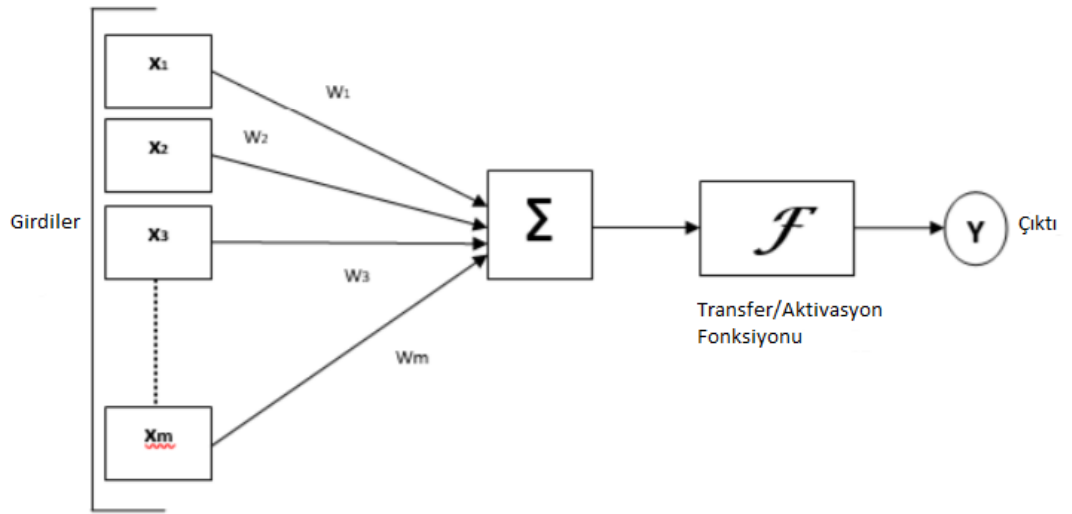 X1
W1
W2
X2
Girdiler
X3
Σ
ℱ
Y
Çıktı
W3
Transfer/Aktivasyon
Fonksiyonu
Wm
Xm